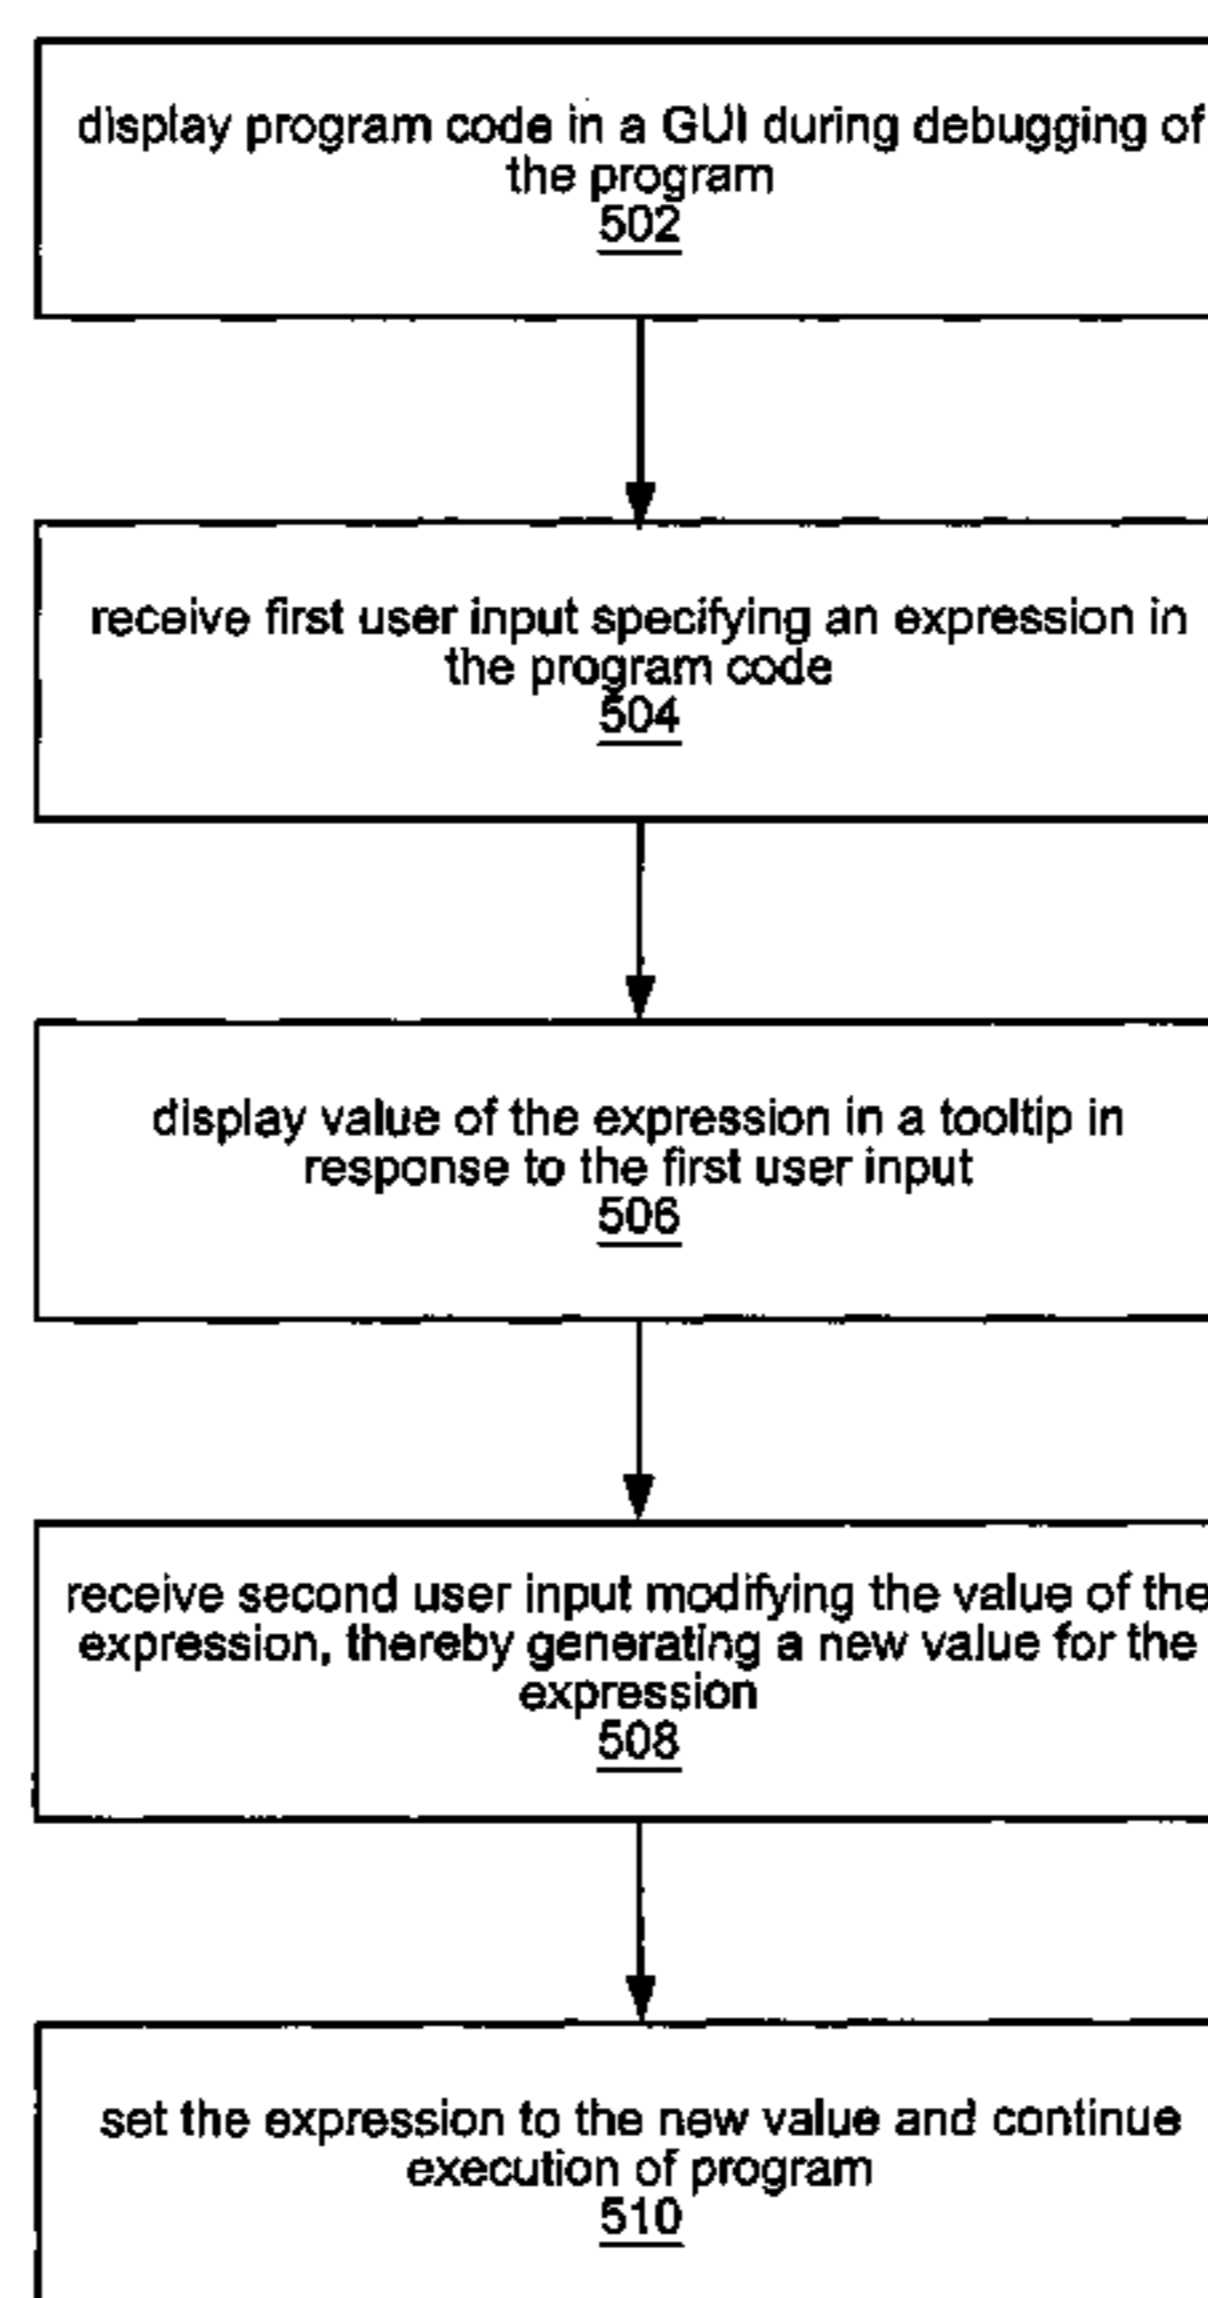 display program code in a GUI during debugging of
the program
502
receive first user input specifying an expression in
the program code
504
display value of the expression in a tooltip in
response to the first user input
506
receive second user input modifying the value of the
expression, thereby generating a new value for the
expression
508
set the expression to the new value and continue
execution of program
510